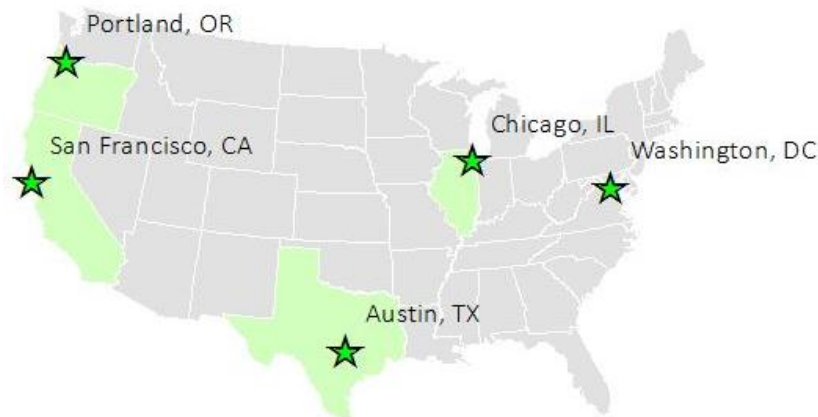 Portland, OR
Chicago, IL
San Francisco, CA
Washington, DC
Austin, TX